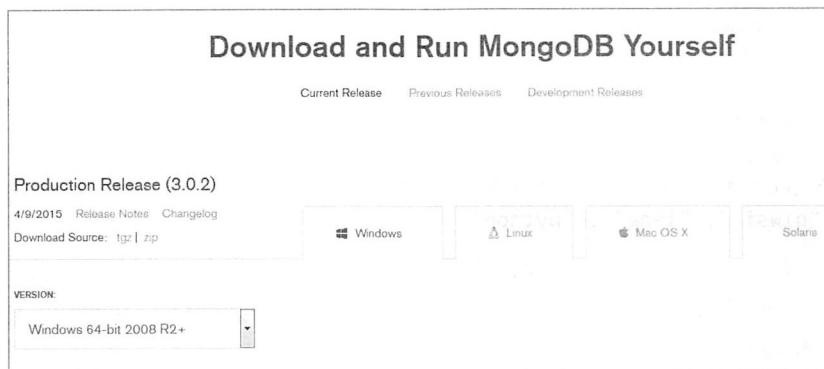 Download and Run MongoDB Yourself
Current Release Previous Releases Development Releases
Production Release (3.0.2)
4/9/2015 Release Notes Changelog
Download Source: tgz | zip
Windows Linux Mac OS X Solaris
VERSION:
Windows 64-bit 2008 R2+